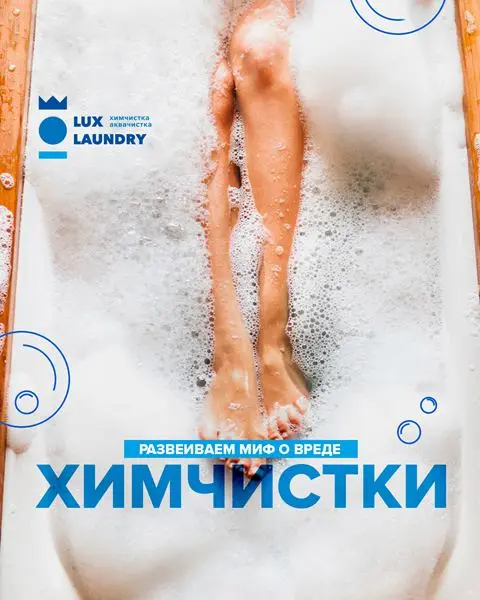 LUX
LAUNDRY
химчистка
аквачистка
РАЗВЕИВАЕМ МИФ О ВРЕДЕ
ХИМЧИСТКИ